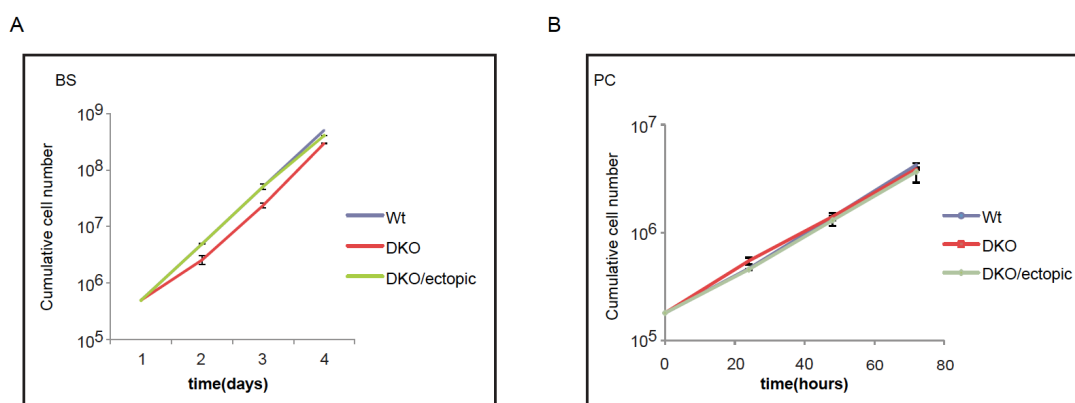 A
BS
Cumulative cell number
10^9
10^8
10^7
10^6
10^5
1 2 3 4
time(days)
Wt
DKO
DKO/ectopic
B
PC
Cumulative cell number
10^7
10^6
10^5
0 20 40 60 80
time(hours)
Wt
DKO
DKO/ectopic